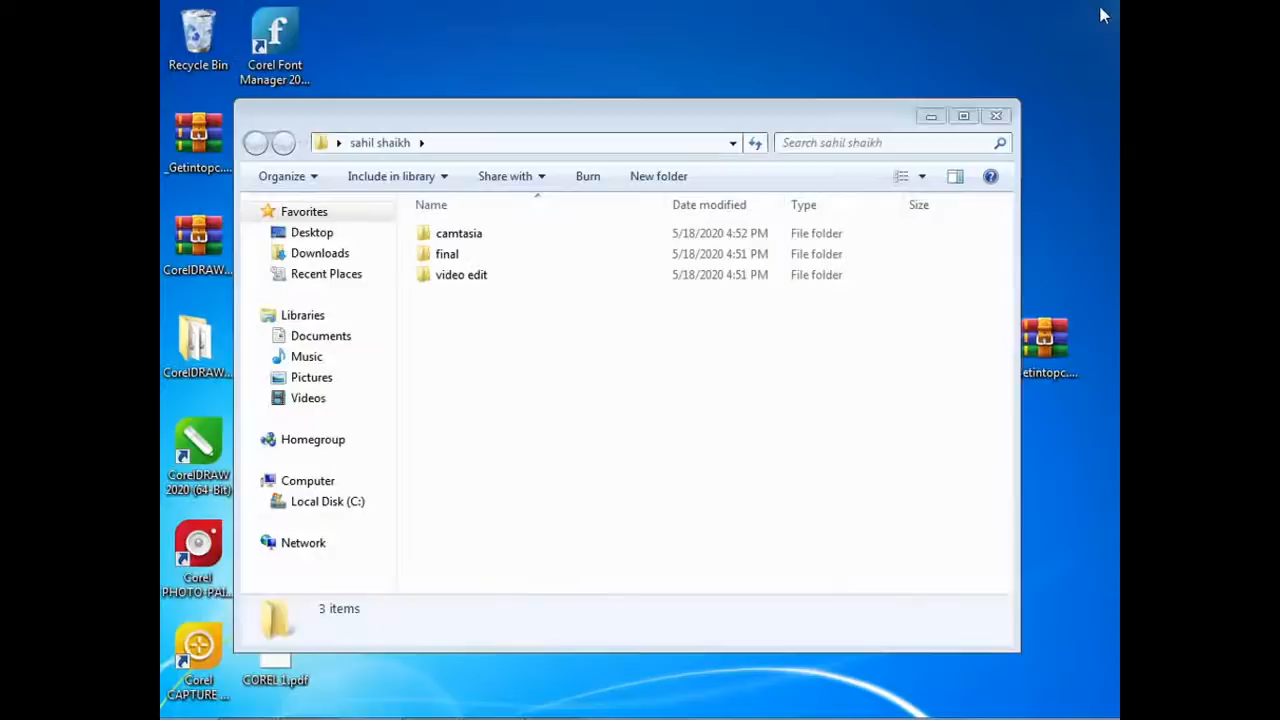 Recycle Bin
Corel Font
Manager 20...
_Getintopc....
CorelDRAW...
CorelDRAW...
CorelDRAW
2020 (64-Bit)
Corel
PHOTO-PAI...
Corel
CAPTURE ...
COREL 1.pdf
etintopc....
sahil shaikh
Search sahil shaikh
Organize
Include in library
Share with
Burn
New folder
Favorites
Desktop
Downloads
Recent Places
Libraries
Documents
Music
Pictures
Videos
Homegroup
Computer
Local Disk (C:)
Network
Name Date modified Type Size
camtasia 5/18/2020 4:52 PM File folder
final 5/18/2020 4:51 PM File folder
video edit 5/18/2020 4:51 PM File folder
3 items